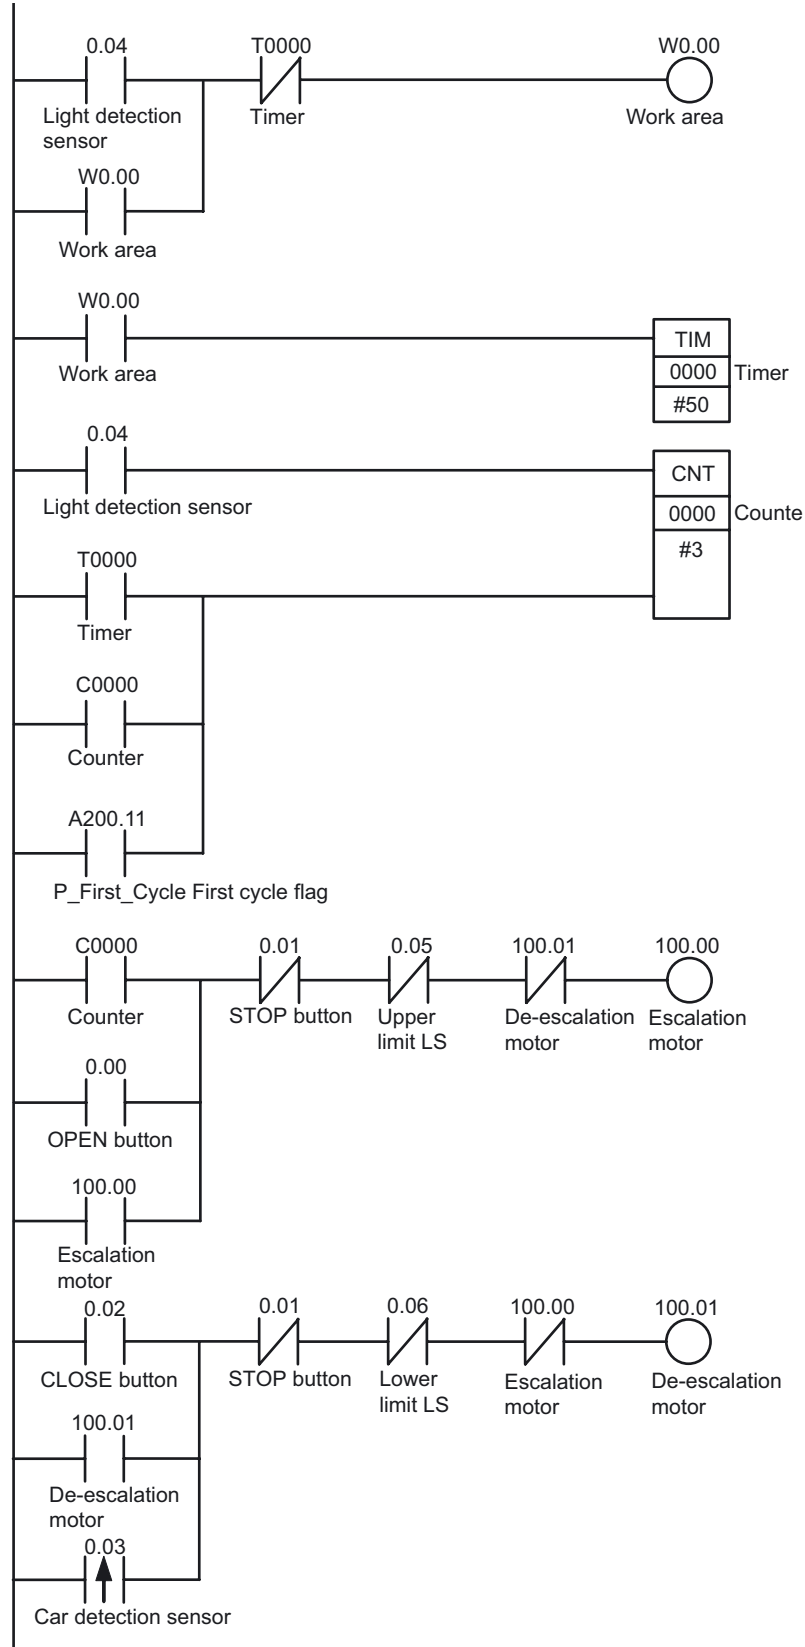 0.04 T0000 W0.00
Light detection
sensor
Timer
Work area
W0.00
Work area
W0.00
Work area
TIM
0000 Timer
#50
0.04
Light detection sensor
CNT
0000 Counte
#3
T0000
Timer
C0000
Counter
A200.11
P_First_Cycle First cycle flag
C0000 0.01 0.05 100.01 100.00
Counter
STOP button
Upper
limit LS
De-escalation
motor
Escalation
motor
0.00
OPEN button
100.00
Escalation
motor
0.02 0.01 0.06 100.00 100.01
CLOSE button
STOP button
Lower
limit LS
Escalation
motor
De-escalation
motor
100.01
De-escalation
motor
0.03
Car detection sensor